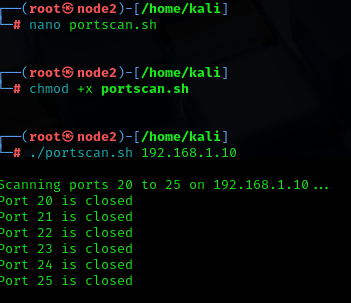 ┌──(root㉿node2)-[/home/kali]
└─# nano portscan.sh
┌──(root㉿node2)-[/home/kali]
└─# chmod +x portscan.sh
┌──(root㉿node2)-[/home/kali]
└─# ./portscan.sh 192.168.1.10
Scanning ports 20 to 25 on 192.168.1.10...
Port 20 is closed
Port 21 is closed
Port 22 is closed
Port 23 is closed
Port 24 is closed
Port 25 is closed